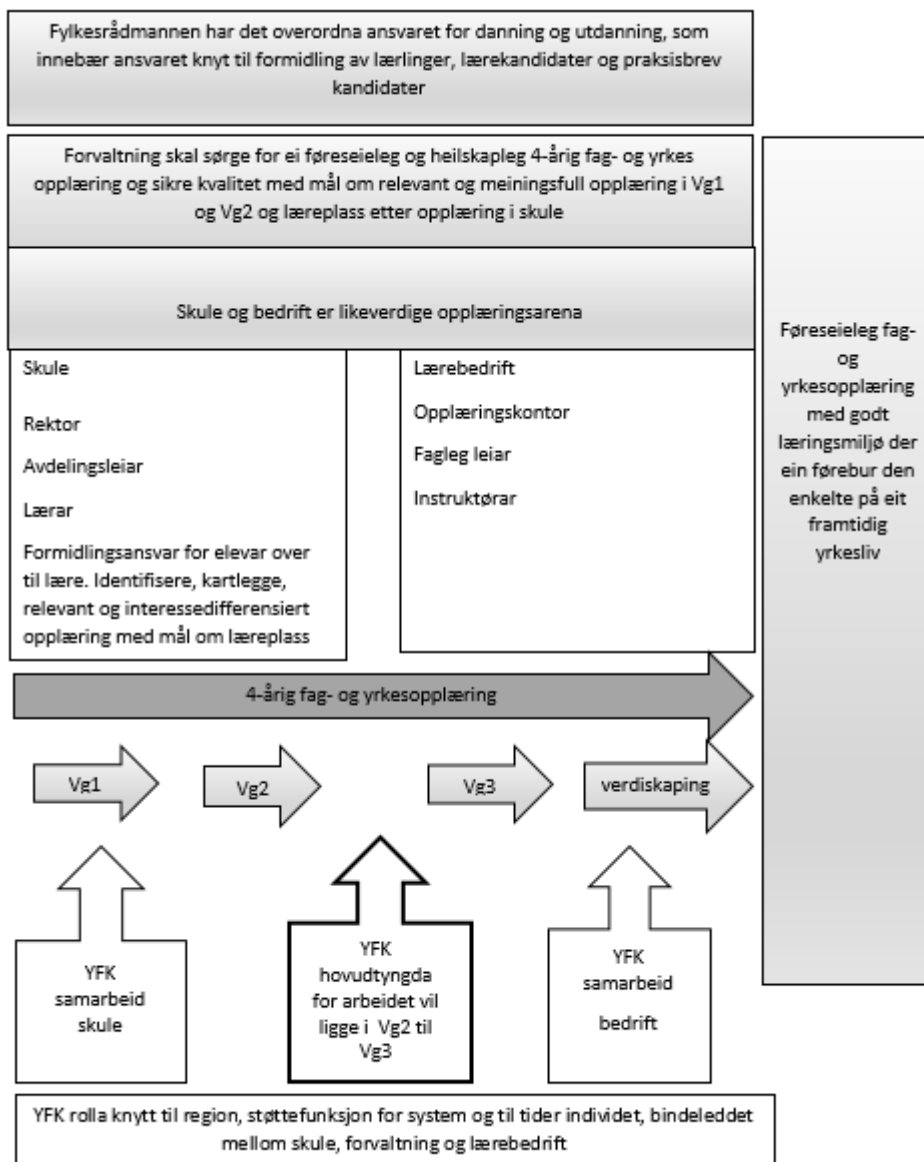 Fylkesrådmannen har det overordna ansvaret for danning og utdanning, som
innebær ansvaret knyt til formidling av lærlinger, lærekandidater og praksisbrev
kandidater
Forvaltning skal sørge for ei føreseieleg og heilskapleg 4-årig fag- og yrkes
opplæring og sikre kvalitet med mål om relevant og meiningsfull opplæring i Vg1
og Vg2 og læreplass etter opplæring i skule
Skule og bedrift er likeverdige opplæringsarena
Skule
Rektor
Avdelingsleiar
Lærar
Formidlingsansvar for elevar over
til lære. Identifisere, kartlegge,
relevant og interessedifferensiert
opplæring med mål om læreplass
Lærebedrift
Opplæringskontor
Fagleg leiar
Instruktørar
Føreseieleg fag-
og
yrkesopplæring
med godt
læringsmiljø der
ein førebur den
enkelte på eit
framtidig
yrkesliv
4-årig fag- og yrkesopplæring
Vg1
Vg2
Vg3
verdiskaping
YFK
samarbeid
skule
YFK
hovudtyngda
for arbeidet vil
ligge i Vg2 til
Vg3
YFK
samarbeid
bedrift
YFK rolla knytt til region, støttefunksjon for system og til tider individet, bindeleddet
mellom skule, forvaltning og lærebedrift